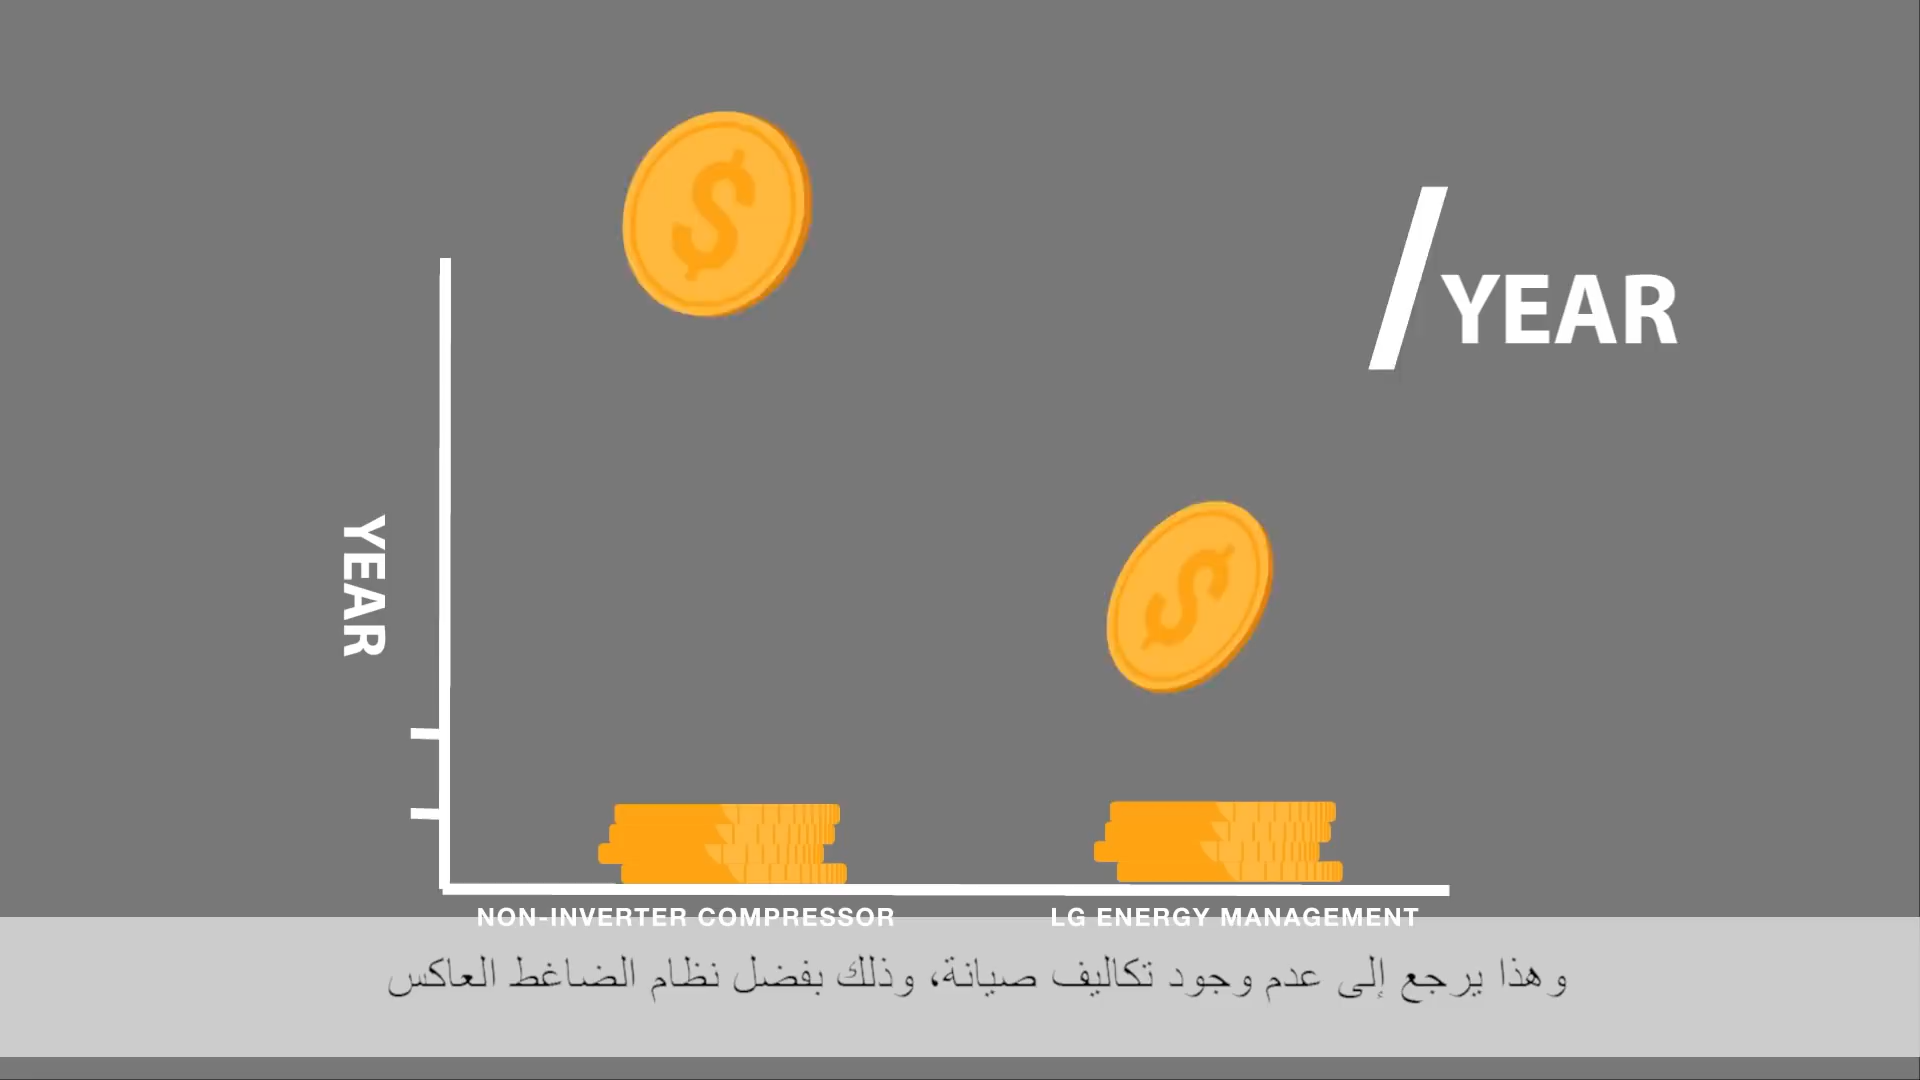 /YEAR
YEAR
NON-INVERTER COMPRESSOR
LG ENERGY MANAGEMENT
وهذا يرجع إلى عدم وجود تكاليف صيانة، وذلك بفضل نظام الضاغط العاكس